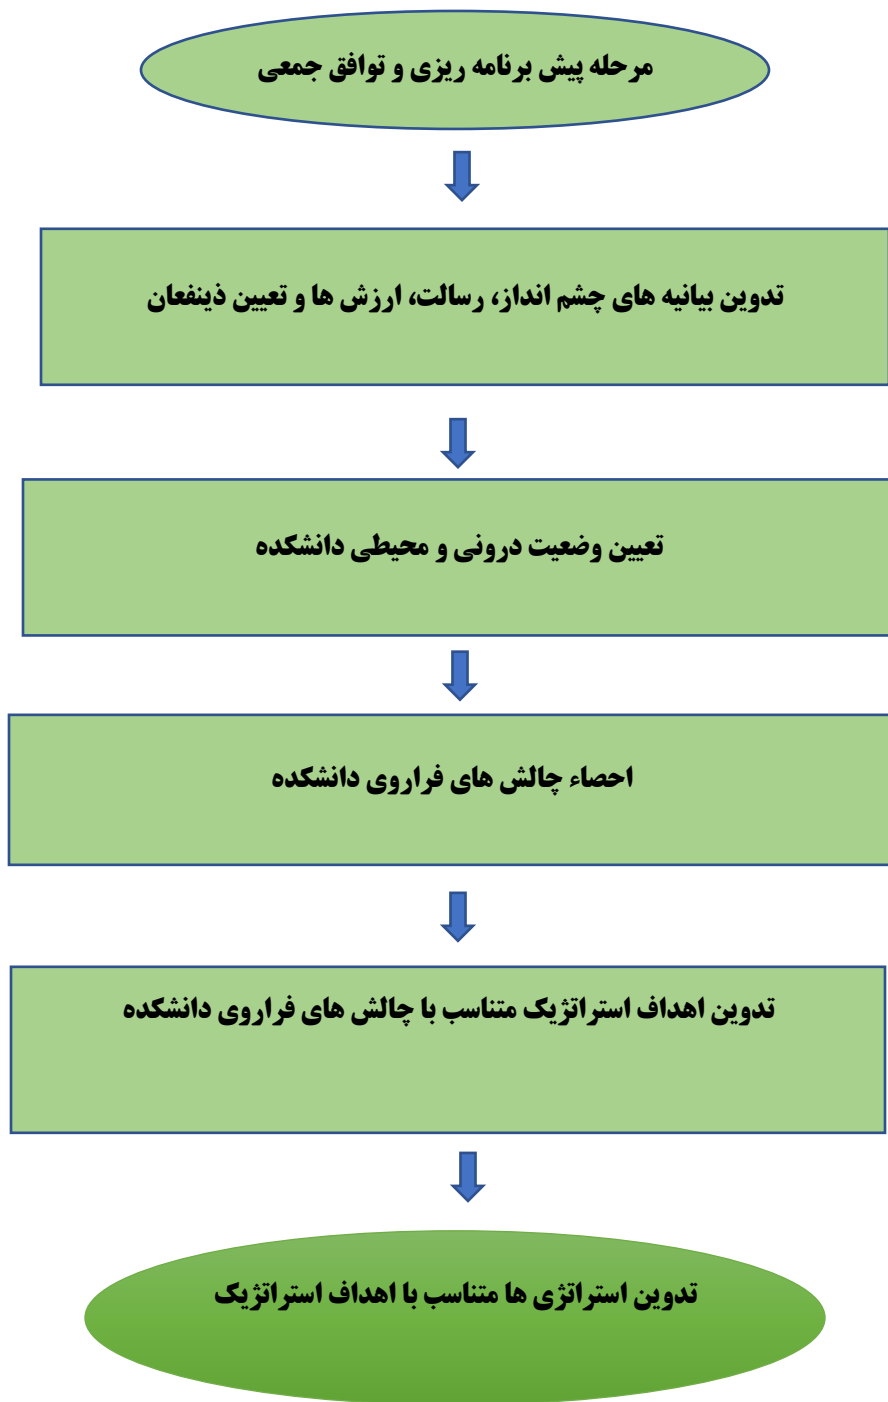 مرحله پیش برنامه ریزی و توافق جمعی
تدوین بیانیه های چشم انداز، رسالت، ارزش ها و تعیین ذینفعان
تعیین وضعیت درونی و محیطی دانشکده
احصاء چالش های فراروی دانشکده
تدوین اهداف استراتژیک متناسب با چالش های فراروی دانشکده
تدوین استراتژی ها متناسب با اهداف استراتژیک